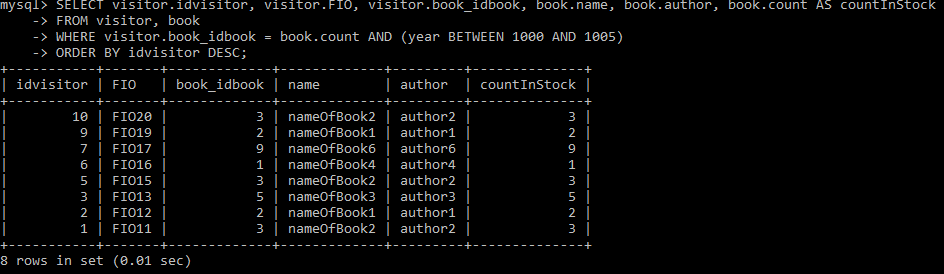 mysql> SELECT visitor.idvisitor, visitor.FIO, visitor.book_idbook, book.name, book.author, book.count AS countInStock
    -> FROM visitor, book
    -> WHERE visitor.book_idbook = book.count AND (year BETWEEN 1000 AND 1005)
    -> ORDER BY idvisitor DESC;
+-----------+-------+-------------+-------------+---------+--------------+
| idvisitor | FIO   | book_idbook | name        | author  | countInStock |
+-----------+-------+-------------+-------------+---------+--------------+
|        10 | FIO20 |           3 | nameOfBook2 | author2 |            3 |
|         9 | FIO19 |           2 | nameOfBook1 | author1 |            2 |
|         7 | FIO17 |           9 | nameOfBook6 | author6 |            9 |
|         6 | FIO16 |           1 | nameOfBook4 | author4 |            1 |
|         5 | FIO15 |           3 | nameOfBook2 | author2 |            3 |
|         3 | FIO13 |           5 | nameOfBook3 | author3 |            5 |
|         2 | FIO12 |           2 | nameOfBook1 | author1 |            2 |
|         1 | FIO11 |           3 | nameOfBook2 | author2 |            3 |
+-----------+-------+-------------+-------------+---------+--------------+
8 rows in set (0.01 sec)